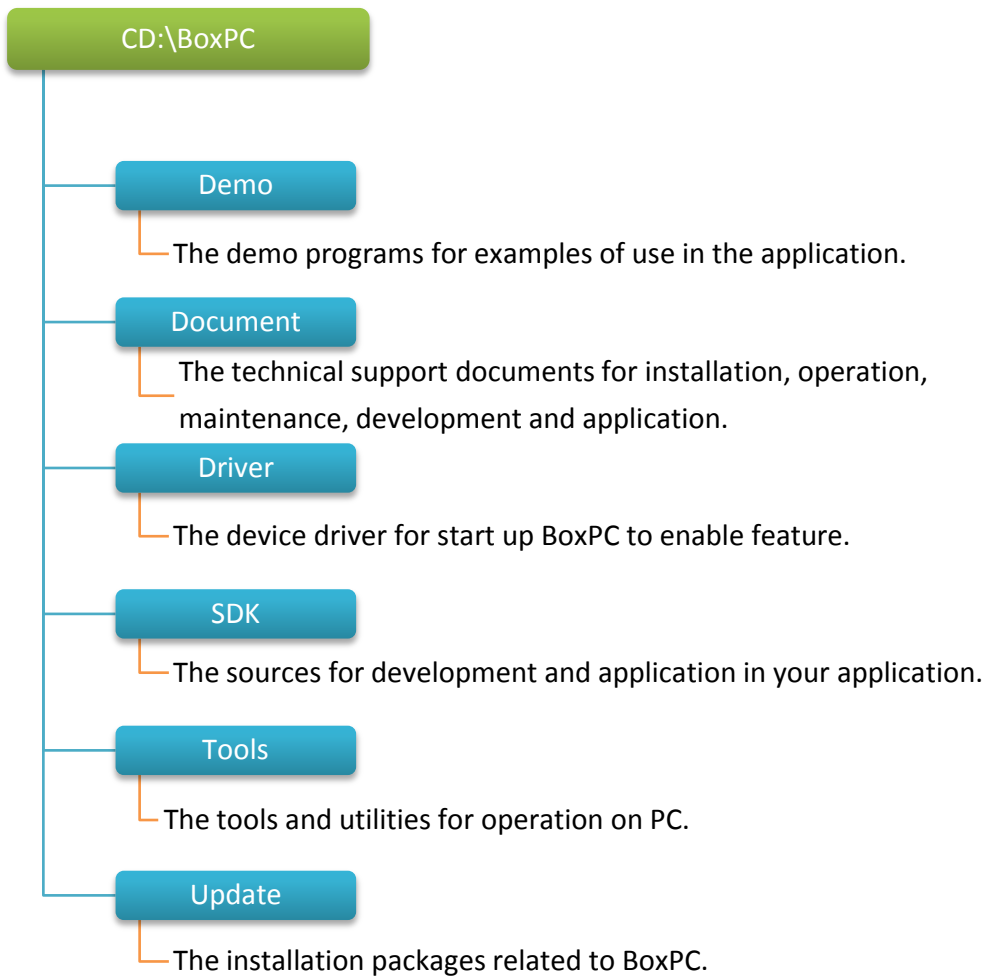 CD:\BoxPC
Demo
The demo programs for examples of use in the application.
Document
The technical support documents for installation, operation,
maintenance, development and application.
Driver
The device driver for start up BoxPC to enable feature.
SDK
The sources for development and application in your application.
Tools
The tools and utilities for operation on PC.
Update
The installation packages related to BoxPC.